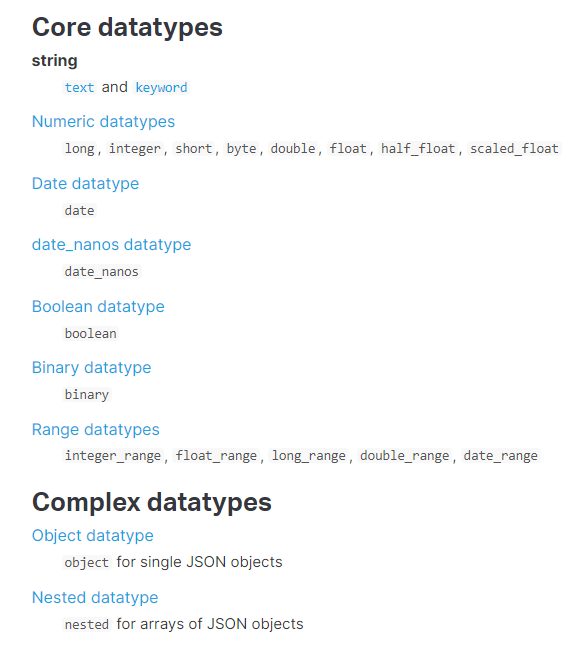 Core datatypes
string
text and keyword
Numeric datatypes
long, integer, short, byte, double, float, half_float, scaled_float
Date datatype
date
date_nanos datatype
date_nanos
Boolean datatype
boolean
Binary datatype
binary
Range datatypes
integer_range, float_range, long_range, double_range, date_range
Complex datatypes
Object datatype
object for single JSON objects
Nested datatype
nested for arrays of JSON objects